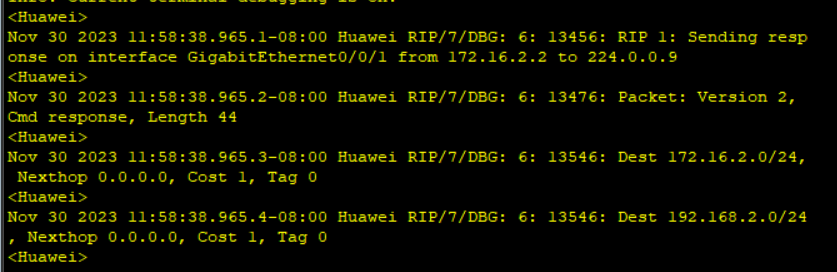 Info: Current terminal debugging is on.
<Huawei>
Nov 30 2023 11:58:38.965.1-08:00 Huawei RIP/7/DBG: 6: 13456: RIP 1: Sending resp
onse on interface GigabitEthernet0/0/1 from 172.16.2.2 to 224.0.0.9
<Huawei>
Nov 30 2023 11:58:38.965.2-08:00 Huawei RIP/7/DBG: 6: 13476: Packet: Version 2,
Cmd response, Length 44
<Huawei>
Nov 30 2023 11:58:38.965.3-08:00 Huawei RIP/7/DBG: 6: 13546: Dest 172.16.2.0/24,
 Nexthop 0.0.0.0, Cost 1, Tag 0
<Huawei>
Nov 30 2023 11:58:38.965.4-08:00 Huawei RIP/7/DBG: 6: 13546: Dest 192.168.2.0/24
, Nexthop 0.0.0.0, Cost 1, Tag 0
<Huawei>